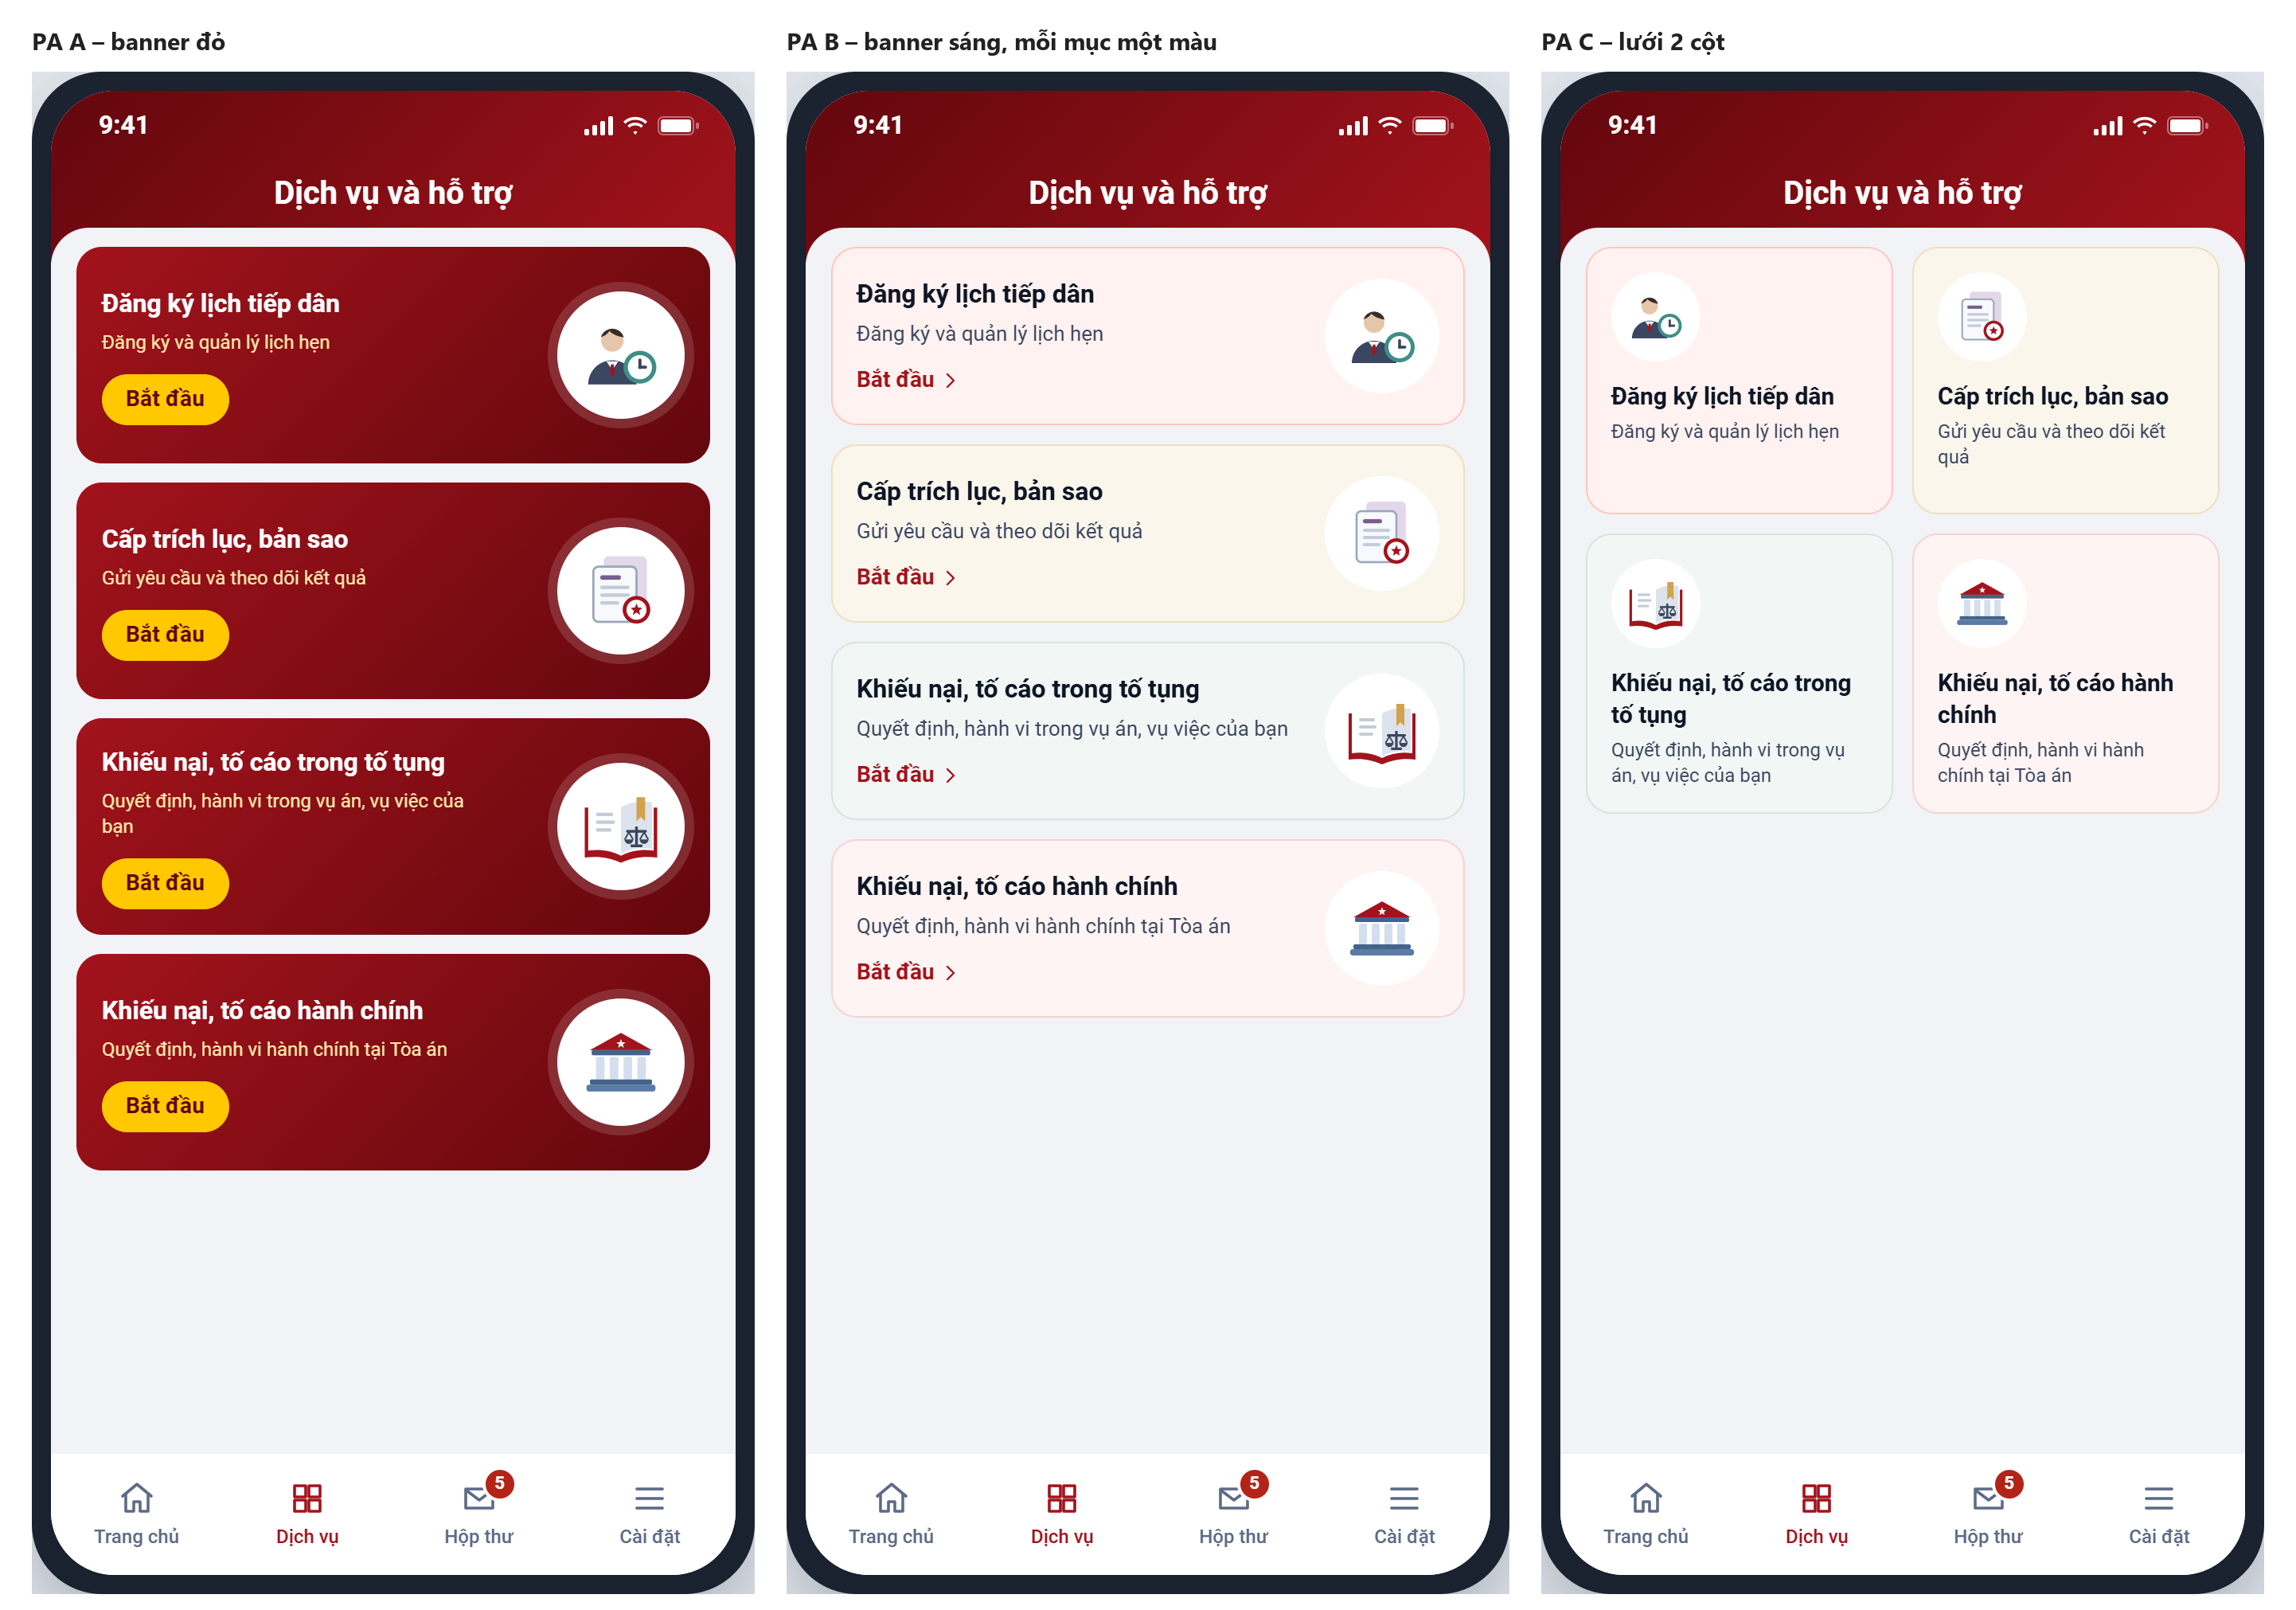 PA A – banner đỏ
9:41
Dịch vụ và hỗ trợ
Đăng ký lịch tiếp dân
Đăng ký và quản lý lịch hẹn
Bắt đầu
Cấp trích lục, bản sao
Gửi yêu cầu và theo dõi kết quả
Bắt đầu
Khiếu nại, tố cáo trong tố tụng
Quyết định, hành vi trong vụ án, vụ việc của
bạn
Bắt đầu
Khiếu nại, tố cáo hành chính
Quyết định, hành vi hành chính tại Tòa án
Bắt đầu
Trang chủ
Dịch vụ
5
Hộp thư
Cài đặt
PA B – banner sáng, mỗi mục một màu
9:41
Dịch vụ và hỗ trợ
Đăng ký lịch tiếp dân
Đăng ký và quản lý lịch hẹn
Bắt đầu
Cấp trích lục, bản sao
Gửi yêu cầu và theo dõi kết quả
Bắt đầu
Khiếu nại, tố cáo trong tố tụng
Quyết định, hành vi trong vụ án, vụ việc của bạn
Bắt đầu
Khiếu nại, tố cáo hành chính
Quyết định, hành vi hành chính tại Tòa án
Bắt đầu
Trang chủ
Dịch vụ
5
Hộp thư
Cài đặt
PA C – lưới 2 cột
9:41
Dịch vụ và hỗ trợ
Đăng ký lịch tiếp dân
Đăng ký và quản lý lịch hẹn
Cấp trích lục, bản sao
Gửi yêu cầu và theo dõi kết
quả
Khiếu nại, tố cáo trong
tố tụng
Quyết định, hành vi trong vụ
án, vụ việc của bạn
Khiếu nại, tố cáo hành
chính
Quyết định, hành vi hành
chính tại Tòa án
Trang chủ
Dịch vụ
5
Hộp thư
Cài đặt